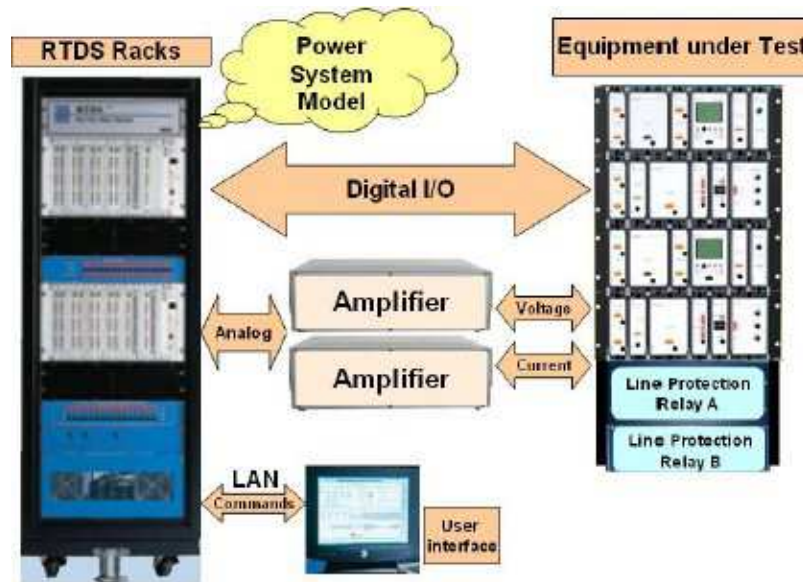 RTDS Racks
Power
System
Model
Equipment under Test
Digital I/O
Analog
Amplifier
Amplifier
Voltage
Current
Line Protection
Relay A
Line Protection
Relay B
LAN
Commands
User
interface